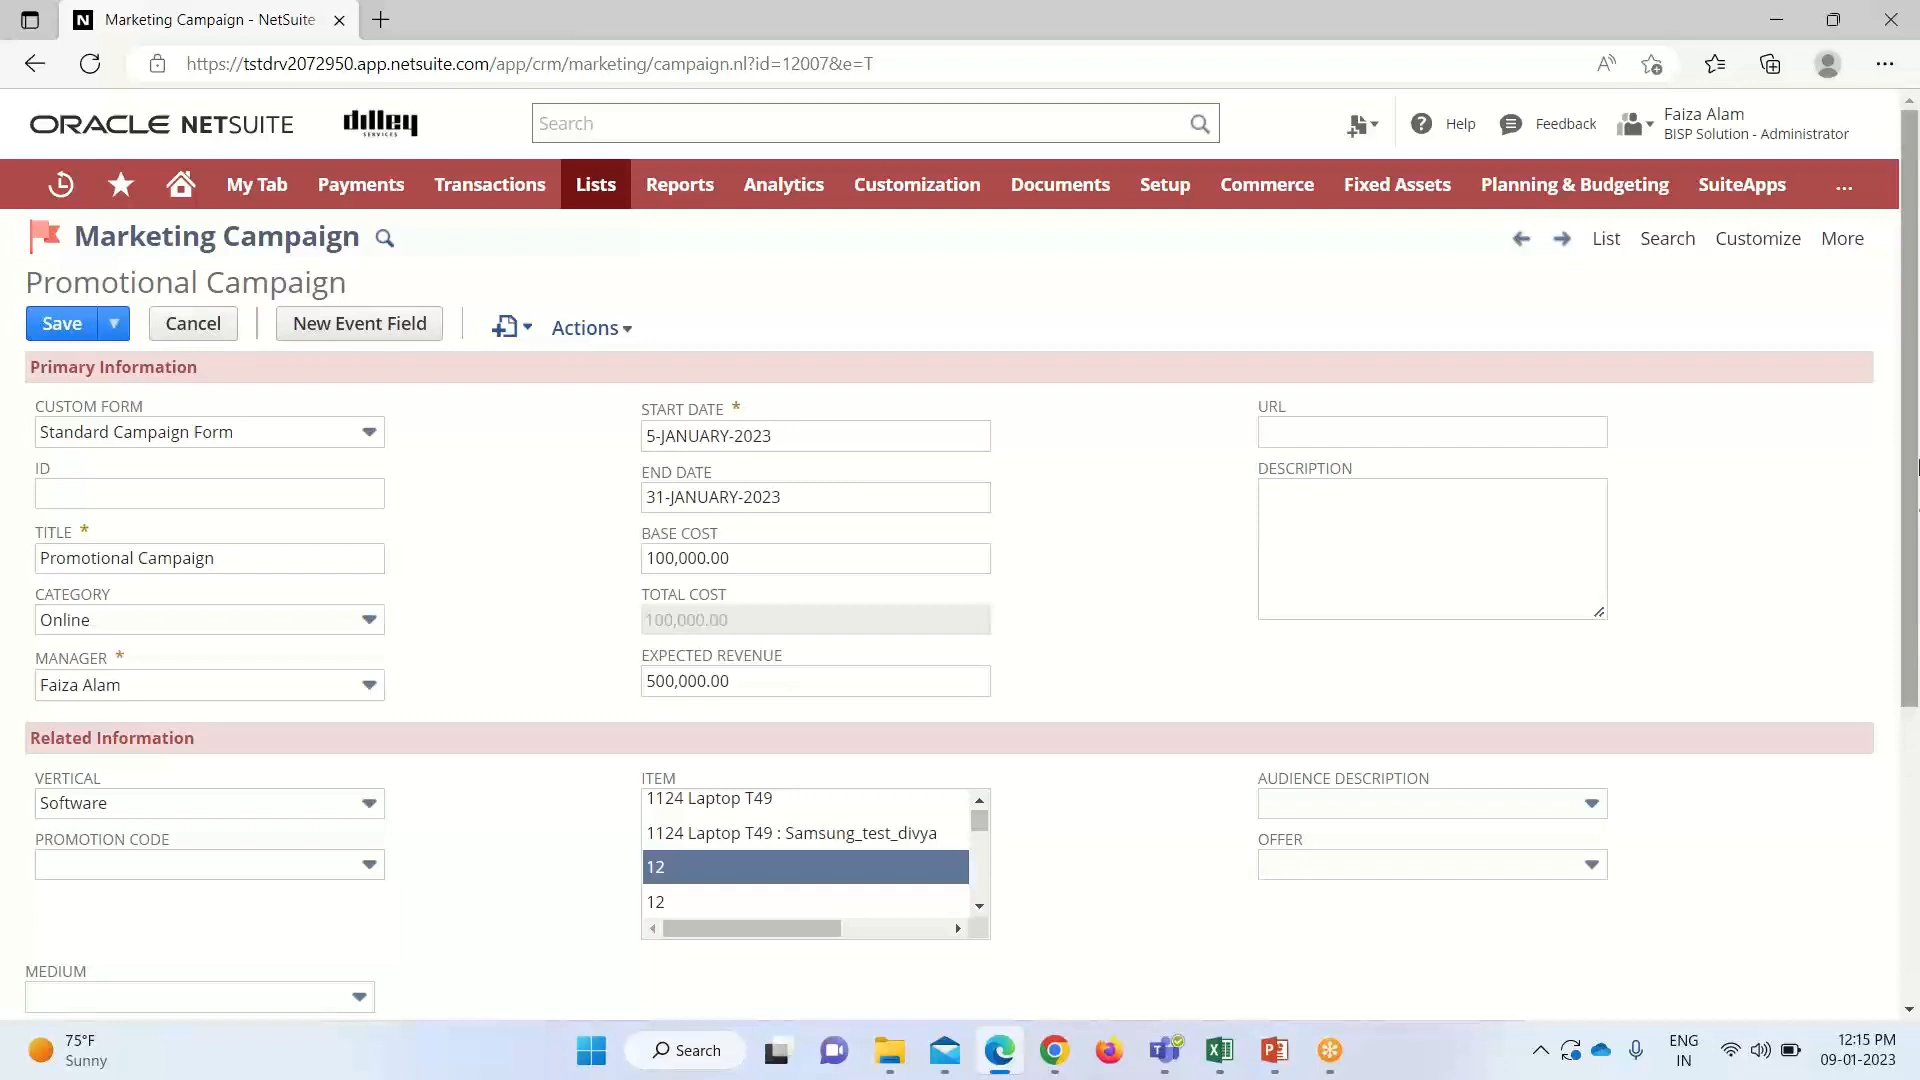 Marketing Campaign - NetSuite
https://tstdrv2072950.app.netsuite.com/app/crm/marketing/campaign.nl?id=12007&e=T
ORACLE NETSUITE
dilley
SERVICES
Search
Help
Feedback
Faiza Alam
BISP Solution - Administrator
My Tab
Payments
Transactions
Lists
Reports
Analytics
Customization
Documents
Setup
Commerce
Fixed Assets
Planning & Budgeting
SuiteApps
...
Marketing Campaign
List
Search
Customize
More
Promotional Campaign
Save
Cancel
New Event Field
Actions
Primary Information
CUSTOM FORM
Standard Campaign Form
ID
TITLE *
Promotional Campaign
CATEGORY
Online
MANAGER *
Faiza Alam
START DATE *
5-JANUARY-2023
END DATE
31-JANUARY-2023
BASE COST
100,000.00
TOTAL COST
100,000.00
EXPECTED REVENUE
500,000.00
URL
DESCRIPTION
Related Information
VERTICAL
Software
PROMOTION CODE
ITEM
1124 Laptop T49
1124 Laptop T49 : Samsung_test_divya
12
12
AUDIENCE DESCRIPTION
OFFER
MEDIUM
75°F
Sunny
Search
ENG
IN
12:15 PM
09-01-2023